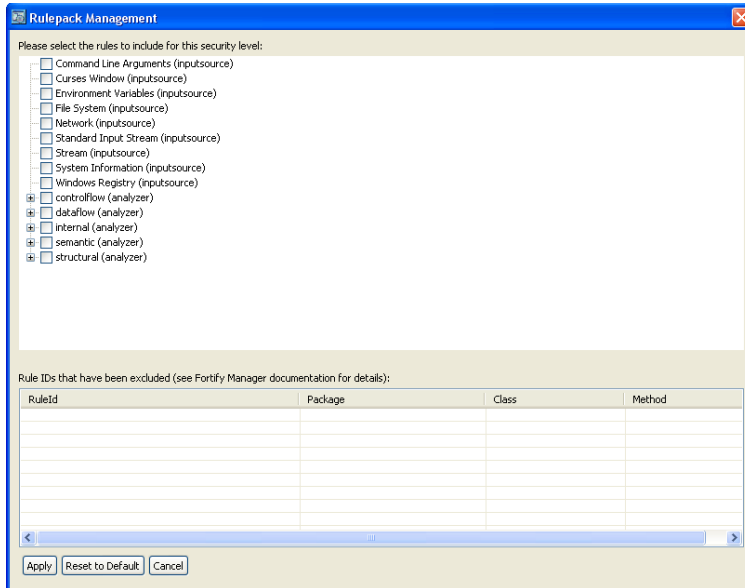 Rulepack Management
Please select the rules to include for this security level:
Command Line Arguments (inputsource)
Curses Window (inputsource)
Environment Variables (inputsource)
File System (inputsource)
Network (inputsource)
Standard Input Stream (inputsource)
Stream (inputsource)
System Information (inputsource)
Windows Registry (inputsource)
controlflow (analyzer)
dataflow (analyzer)
internal (analyzer)
semantic (analyzer)
structural (analyzer)
Rule IDs that have been excluded (see Fortify Manager documentation for details):
RuleId Package Class Method
Apply Reset to Default Cancel